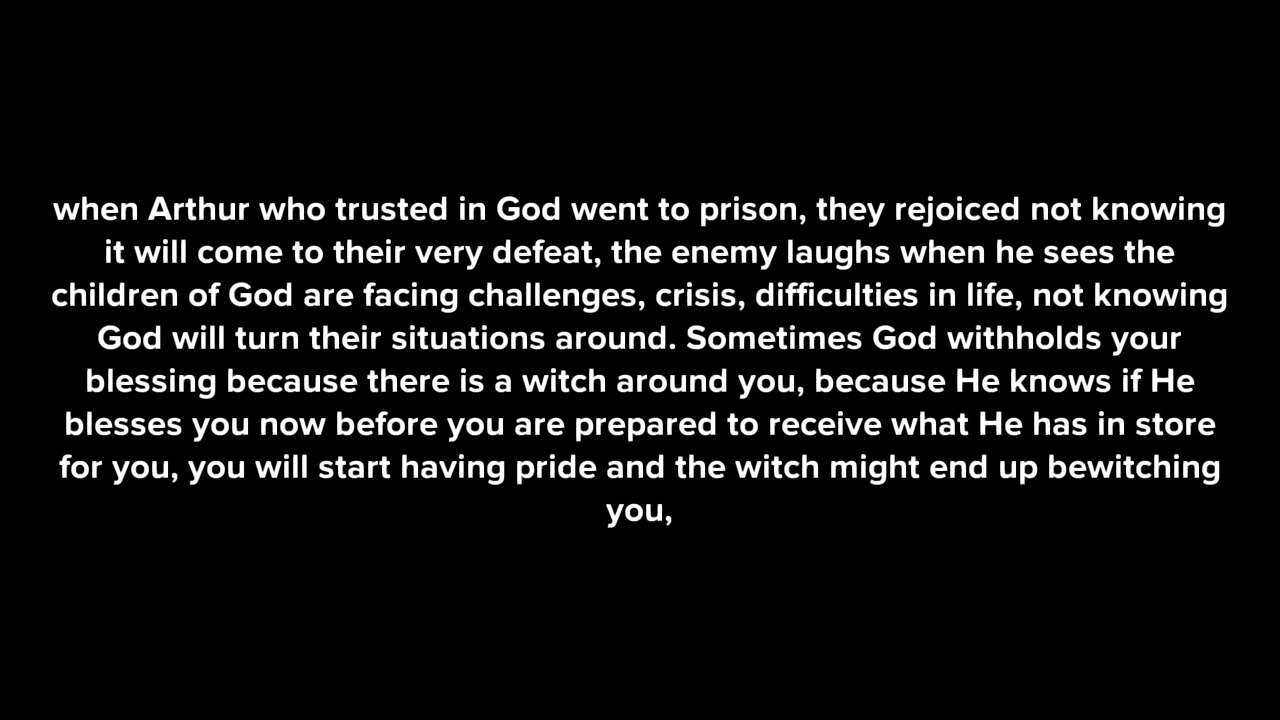 when Arthur who trusted in God went to prison, they rejoiced not knowing
it will come to their very defeat, the enemy laughs when he sees the
children of God are facing challenges, crisis, difficulties in life, not knowing
God will turn their situations around. Sometimes God withholds your
blessing because there is a witch around you, because He knows if He
blesses you now before you are prepared to receive what He has in store
for you, you will start having pride and the witch might end up bewitching
you,